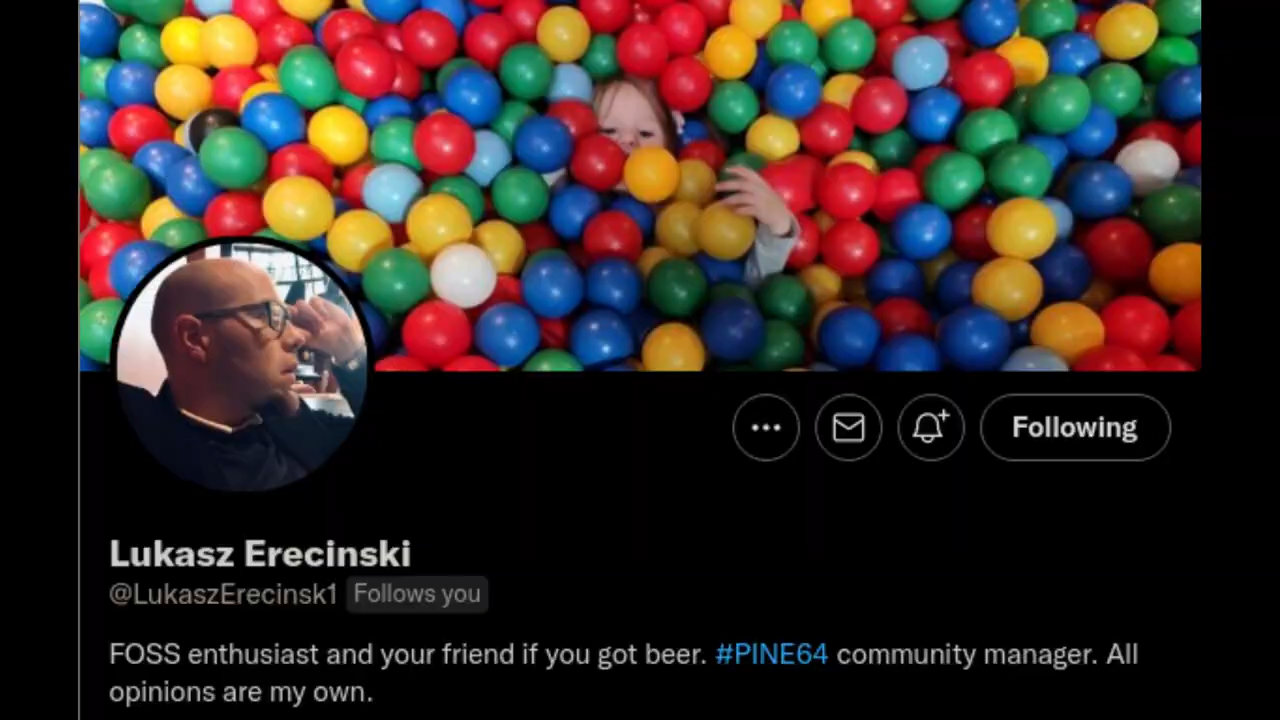 Following
Lukasz Erecinski
@LukaszErecinsk1 Follows you
FOSS enthusiast and your friend if you got beer. #PINE64 community manager. All
opinions are my own.